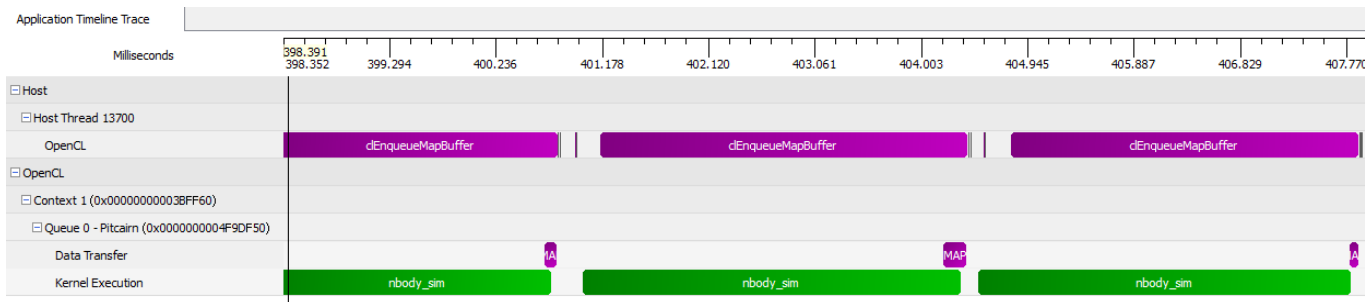 Application Timeline Trace
Milliseconds
398.391
398.352 399.294 400.236 401.178 402.120 403.061 404.003 404.945 405.887 406.829 407.770
Host
Host Thread 13700
OpenCL clEnqueueMapBuffer clEnqueueMapBuffer clEnqueueMapBuffer
OpenCL
Context 1 (0x00000000003BFF60)
Queue 0 - Pitcairn (0x0000000004F9DF50)
Data Transfer MA MAP A
Kernel Execution nbody_sim nbody_sim nbody_sim